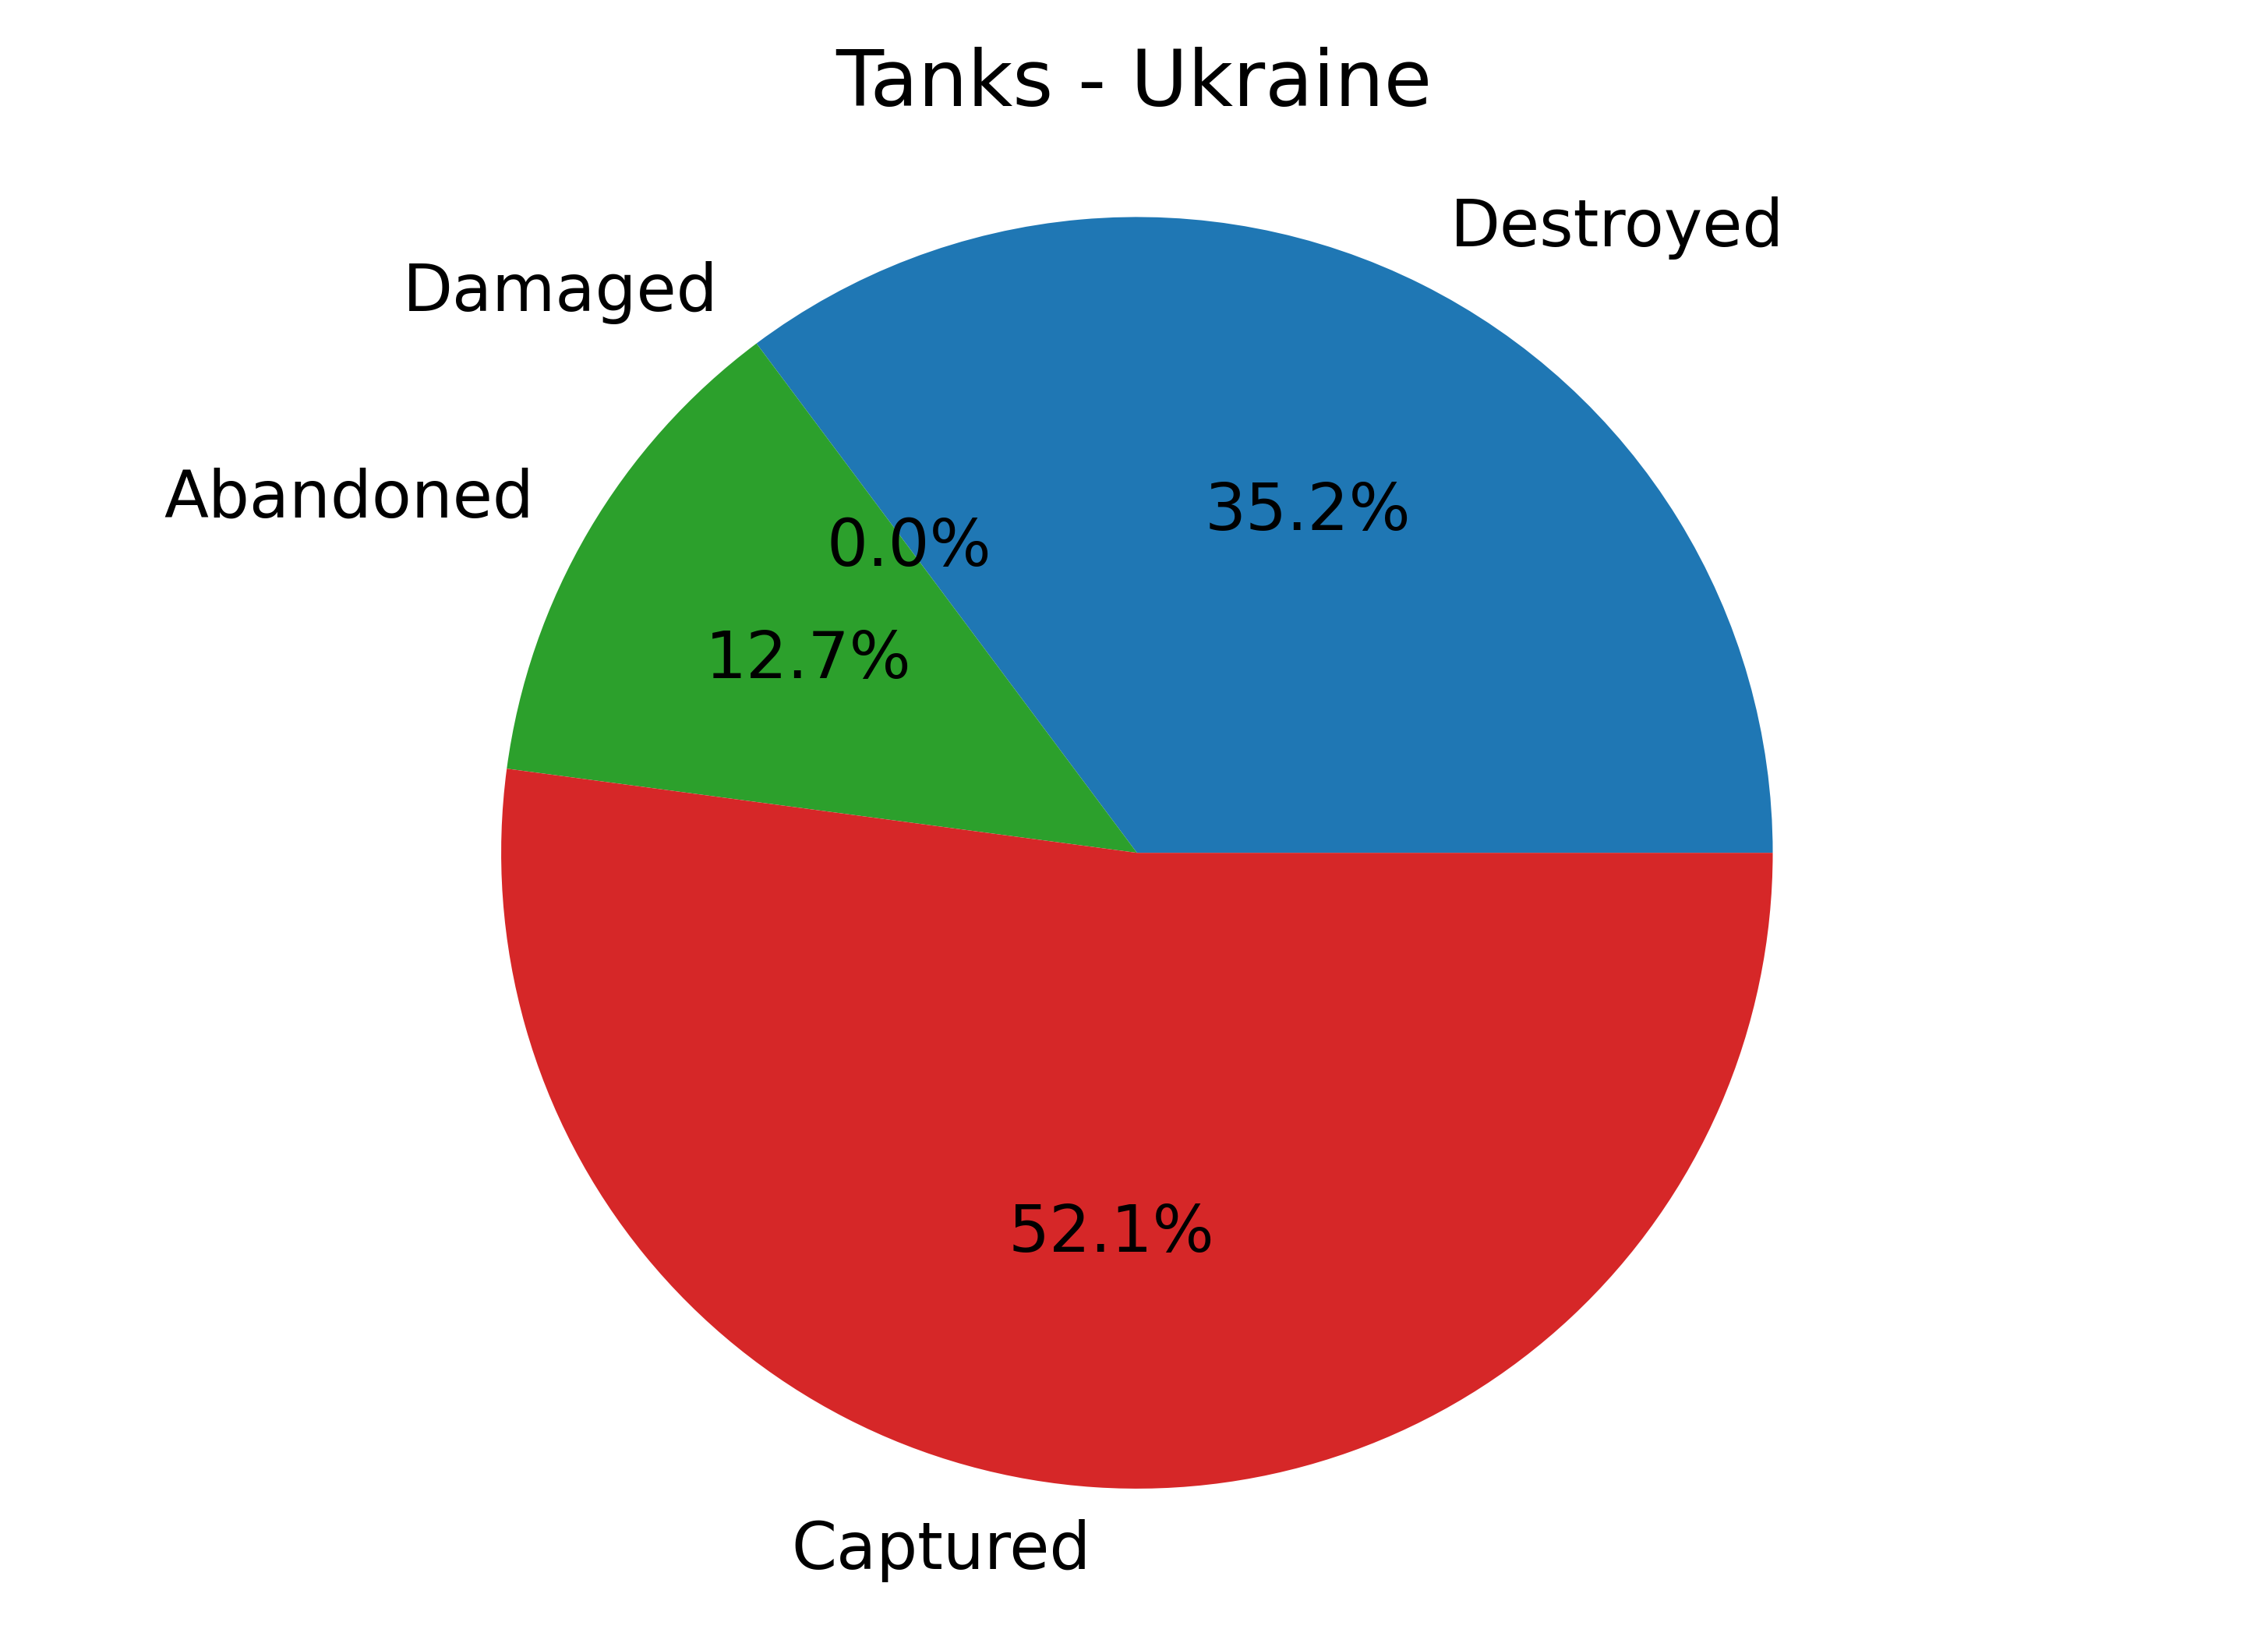 Tanks - Ukraine
Destroyed
Damaged
Abandoned
35.2%
0.0%
12.7%
52.1%
Captured